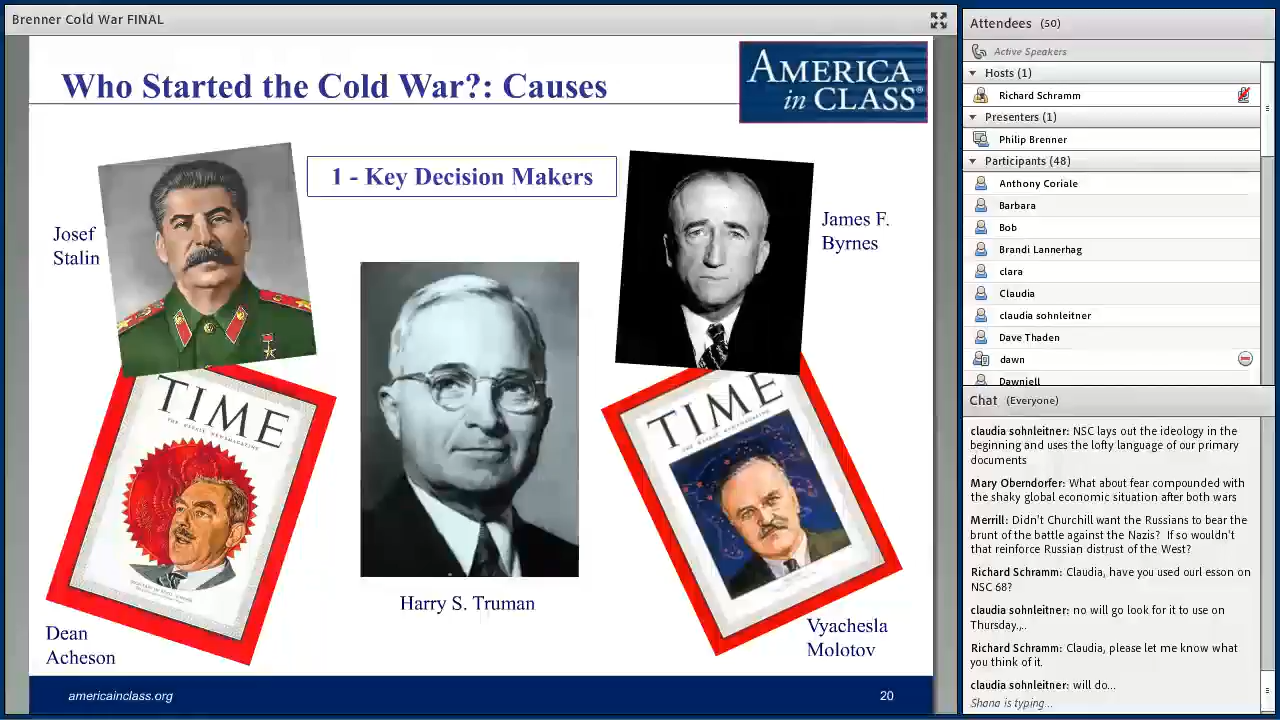 Brenner Cold War FINAL
Who Started the Cold War?: Causes
AMERICA
in CLASS®
1 - Key Decision Makers
Josef
Stalin
James F.
Byrnes
TIME
THE WEEKLY NEWSMAGAZINE
TIME
THE WEEKLY NEWSMAGAZINE
Harry S. Truman
Dean
Acheson
Vyachesla
Molotov
americainclass.org
20
Attendees (50)
Active Speakers
Hosts (1)
Richard Schramm
Presenters (1)
Philip Brenner
Participants (48)
Anthony Coriale
Barbara
Bob
Brandi Lannerhag
clara
Claudia
claudia sohnleitner
Dave Thaden
dawn
Dawniell
Chat (Everyone)
claudia sohnleitner: NSC lays out the ideology in the
beginning and uses the lofty language of our primary
documents
Mary Oberndorfer: What about fear compounded with
the shaky global economic situation after both wars
Merrill: Didn't Churchill want the Russians to bear the
brunt of the battle against the Nazis? If so wouldn't
that reinforce Russian distrust of the West?
Richard Schramm: Claudia, have you used ourl esson on
NSC 68?
claudia sohnleitner: no will go look for it to use on
Thursday.,..
Richard Schramm: Claudia, please let me know what
you think of it.
claudia sohnleitner: will do...
Shana is typing...